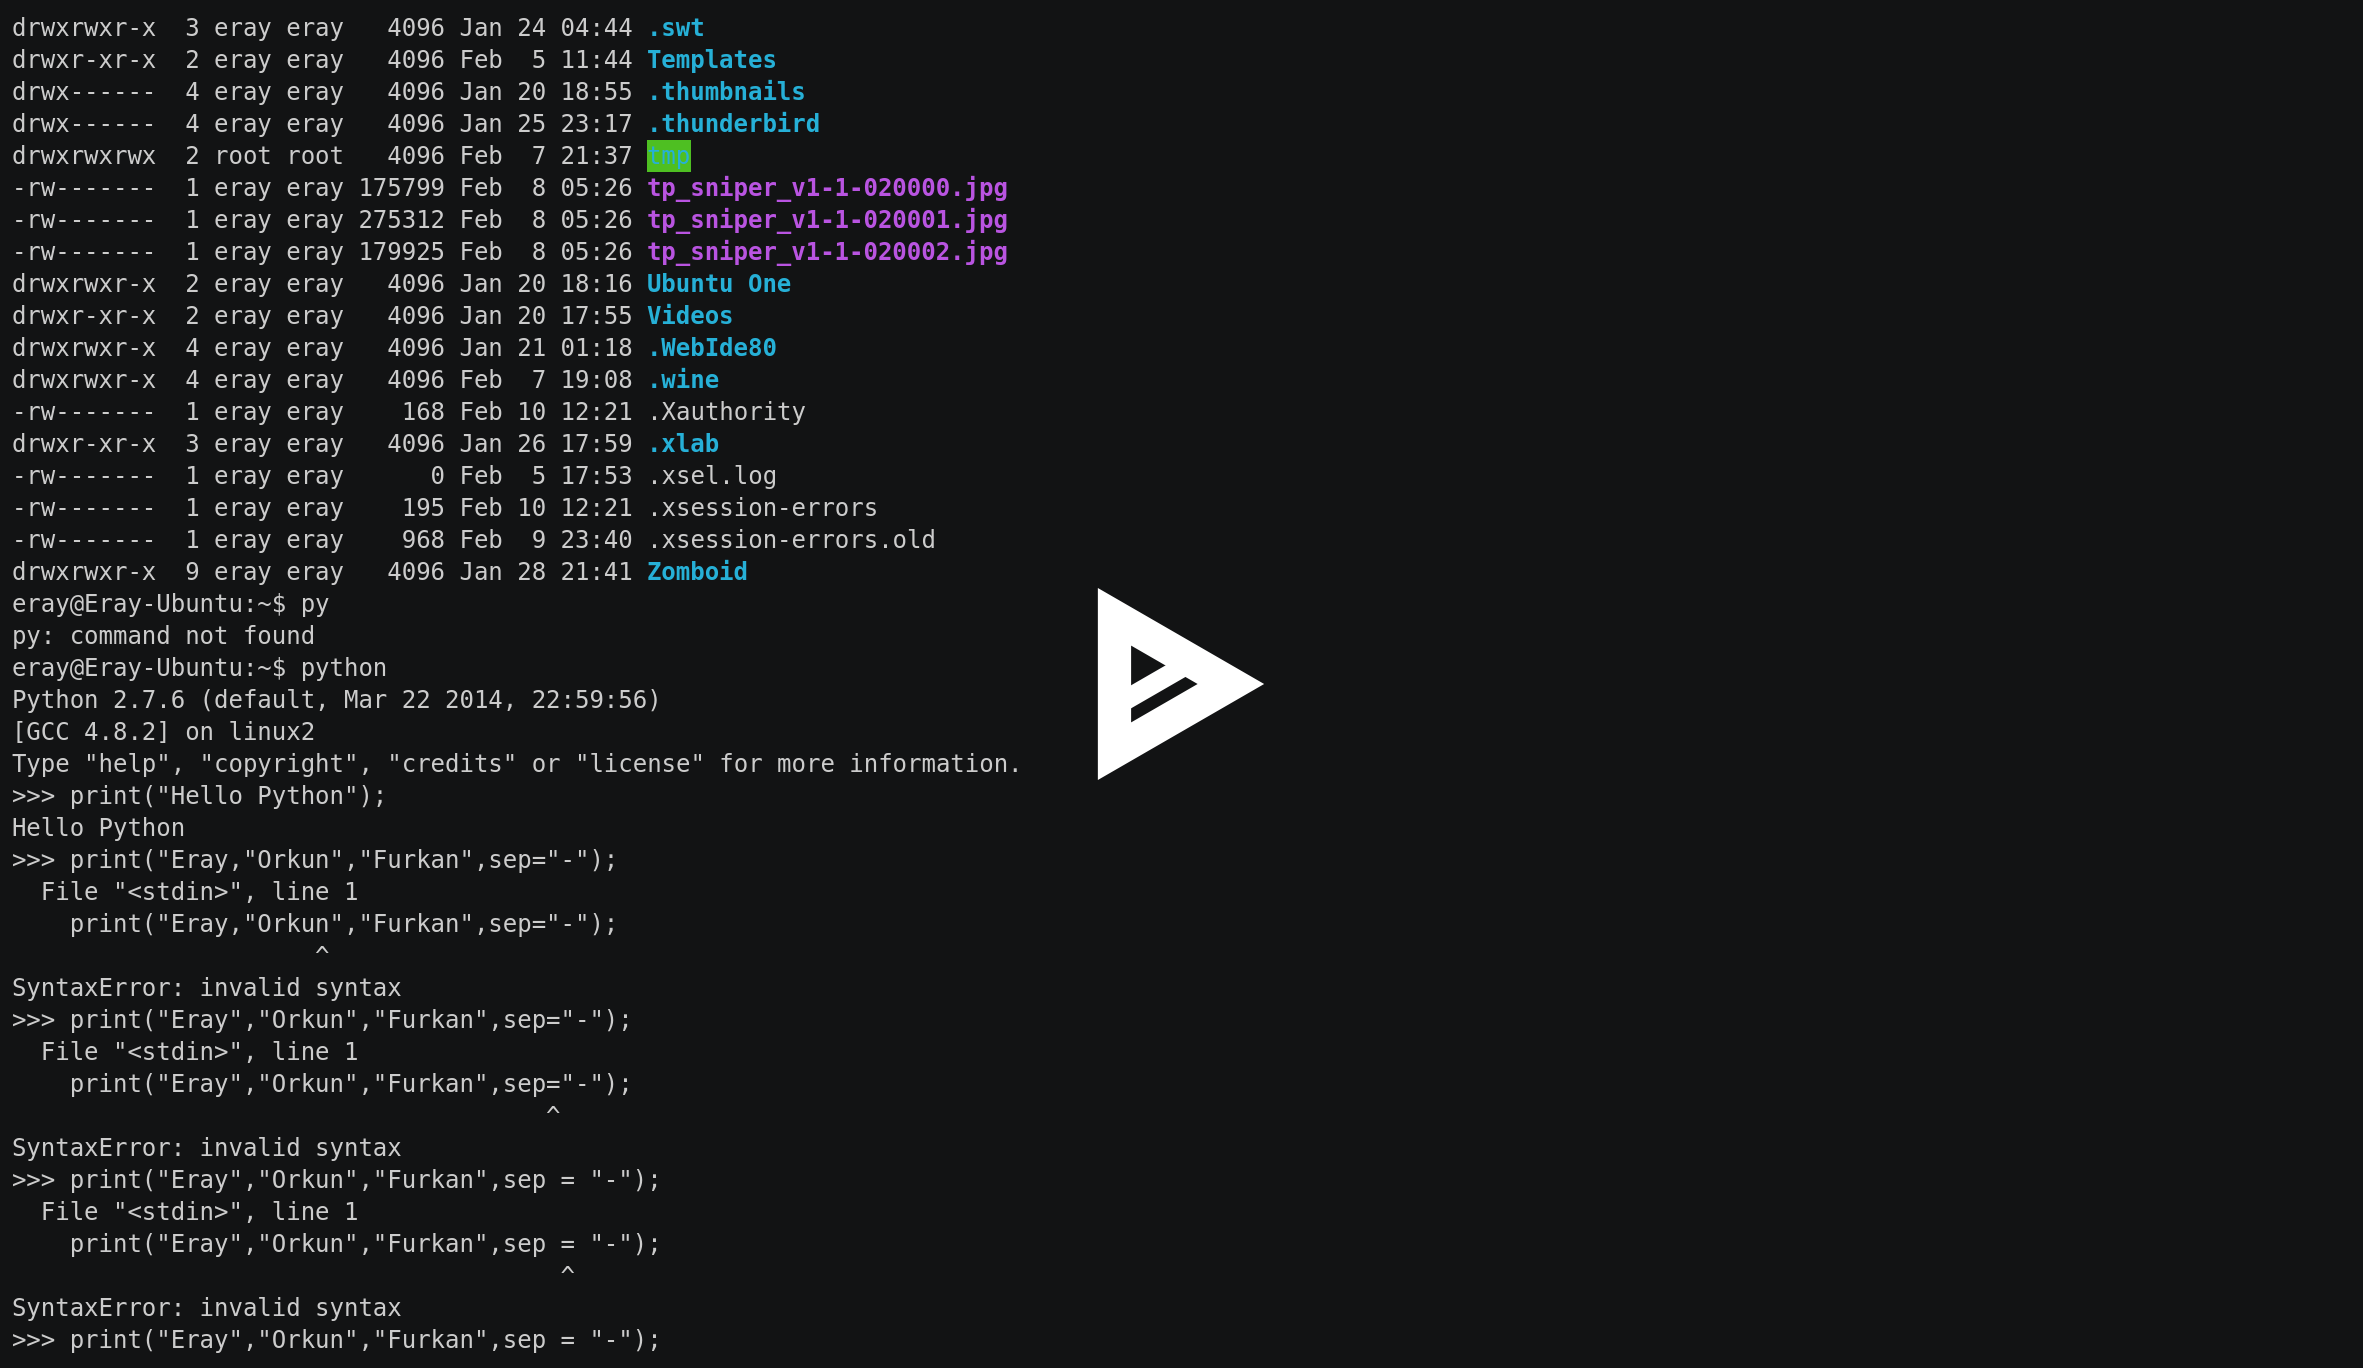 drwxrwxr-x  3 eray eray   4096 Jan 24 04:44 .swt
drwxr-xr-x  2 eray eray   4096 Feb  5 11:44 Templates
drwx------  4 eray eray   4096 Jan 20 18:55 .thumbnails
drwx------  4 eray eray   4096 Jan 25 23:17 .thunderbird
drwxrwxrwx  2 root root   4096 Feb  7 21:37 tmp
-rw-------  1 eray eray 175799 Feb  8 05:26 tp_sniper_v1-1-020000.jpg
-rw-------  1 eray eray 275312 Feb  8 05:26 tp_sniper_v1-1-020001.jpg
-rw-------  1 eray eray 179925 Feb  8 05:26 tp_sniper_v1-1-020002.jpg
drwxrwxr-x  2 eray eray   4096 Jan 20 18:16 Ubuntu One
drwxr-xr-x  2 eray eray   4096 Jan 20 17:55 Videos
drwxrwxr-x  4 eray eray   4096 Jan 21 01:18 .WebIde80
drwxrwxr-x  4 eray eray   4096 Feb  7 19:08 .wine
-rw-------  1 eray eray    168 Feb 10 12:21 .Xauthority
drwxr-xr-x  3 eray eray   4096 Jan 26 17:59 .xlab
-rw-------  1 eray eray      0 Feb  5 17:53 .xsel.log
-rw-------  1 eray eray    195 Feb 10 12:21 .xsession-errors
-rw-------  1 eray eray    968 Feb  9 23:40 .xsession-errors.old
drwxrwxr-x  9 eray eray   4096 Jan 28 21:41 Zomboid
eray@Eray-Ubuntu:~$ py
py: command not found
eray@Eray-Ubuntu:~$ python
Python 2.7.6 (default, Mar 22 2014, 22:59:56)
[GCC 4.8.2] on linux2
Type "help", "copyright", "credits" or "license" for more information.
>>> print("Hello Python");
Hello Python
>>> print("Eray,"Orkun","Furkan",sep="-");
  File "<stdin>", line 1
    print("Eray,"Orkun","Furkan",sep="-");
                     ^
SyntaxError: invalid syntax
>>> print("Eray","Orkun","Furkan",sep="-");
  File "<stdin>", line 1
    print("Eray","Orkun","Furkan",sep="-");
                                     ^
SyntaxError: invalid syntax
>>> print("Eray","Orkun","Furkan",sep = "-");
  File "<stdin>", line 1
    print("Eray","Orkun","Furkan",sep = "-");
                                      ^
SyntaxError: invalid syntax
>>> print("Eray","Orkun","Furkan",sep = "-");